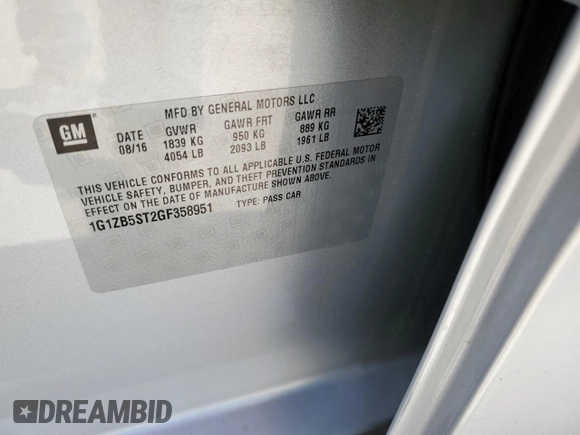 MFD BY GENERAL MOTORS LLC
GM
DATE GVWR GAWR FRT GAWR RR
08/16 1839 KG 950 KG 889 KG
4054 LB 2093 LB 1961 LB
THIS VEHICLE CONFORMS TO ALL APPLICABLE U.S. FEDERAL MOTOR
VEHICLE SAFETY, BUMPER, AND THEFT PREVENTION STANDARDS IN
EFFECT ON THE DATE OF MANUFACTURE SHOWN ABOVE.
1G1ZB5ST2GF358951 TYPE: PASS CAR
DREAMBID